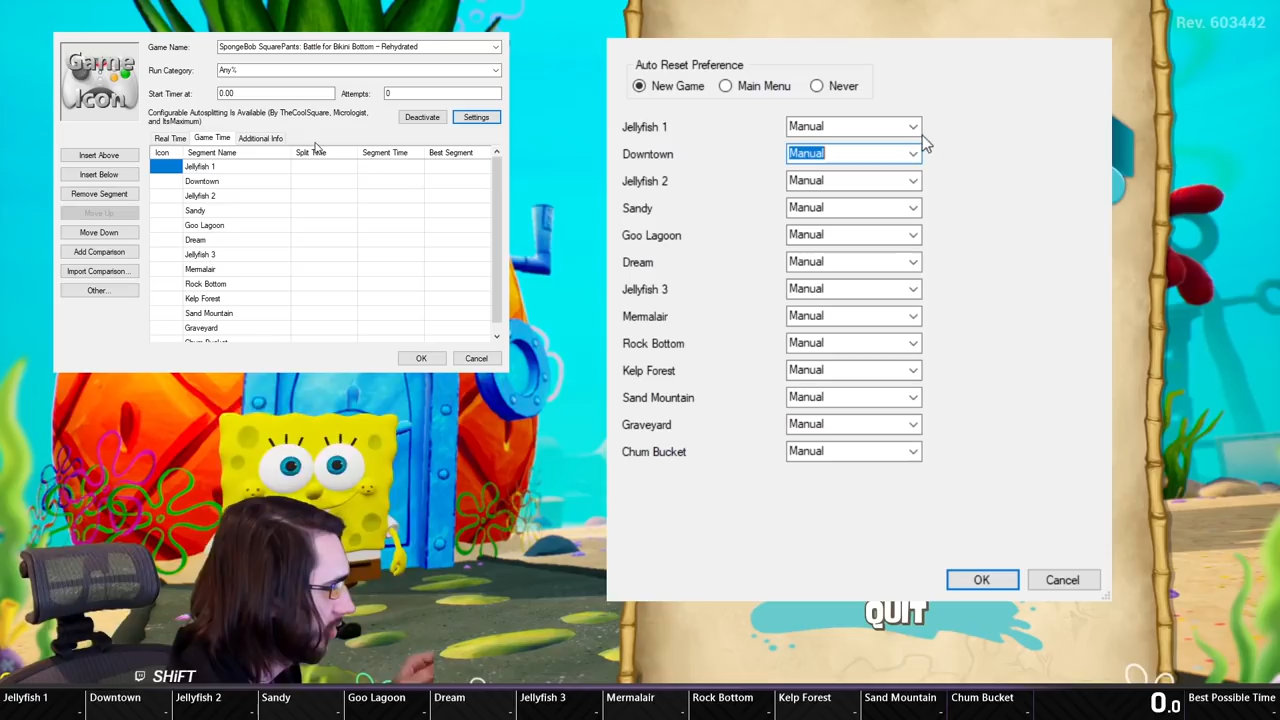 Rev. 603442
Game Icon
Game Name:
SpongeBob SquarePants: Battle for Bikini Bottom - Rehydrated
Run Category:
Any%
Start Timer at:
0.00
Attempts:
0
Configurable Autosplitting Is Available (By TheCoolSquare, Micrologist, and ItsMaximum)
Deactivate
Settings
Real Time
Game Time
Additional Info
Icon
Segment Name
Split Time
Segment Time
Best Segment
Insert Above
Insert Below
Remove Segment
Move Up
Move Down
Add Comparison
Import Comparison...
Other...
Jellyfish 1
Downtown
Jellyfish 2
Sandy
Goo Lagoon
Dream
Jellyfish 3
Mermalair
Rock Bottom
Kelp Forest
Sand Mountain
Graveyard
Chum Bucket
OK
Cancel
Auto Reset Preference
New Game
Main Menu
Never
Jellyfish 1 Manual
Downtown Manual
Jellyfish 2 Manual
Sandy Manual
Goo Lagoon Manual
Dream Manual
Jellyfish 3 Manual
Mermalair Manual
Rock Bottom Manual
Kelp Forest Manual
Sand Mountain Manual
Graveyard Manual
Chum Bucket Manual
OK
Cancel
QUIT
SHiFT
Jellyfish 1 -
Downtown -
Jellyfish 2 -
Sandy -
Goo Lagoon -
Dream -
Jellyfish 3 -
Mermalair -
Rock Bottom -
Kelp Forest -
Sand Mountain -
Chum Bucket -
0.0
Best Possible Time -